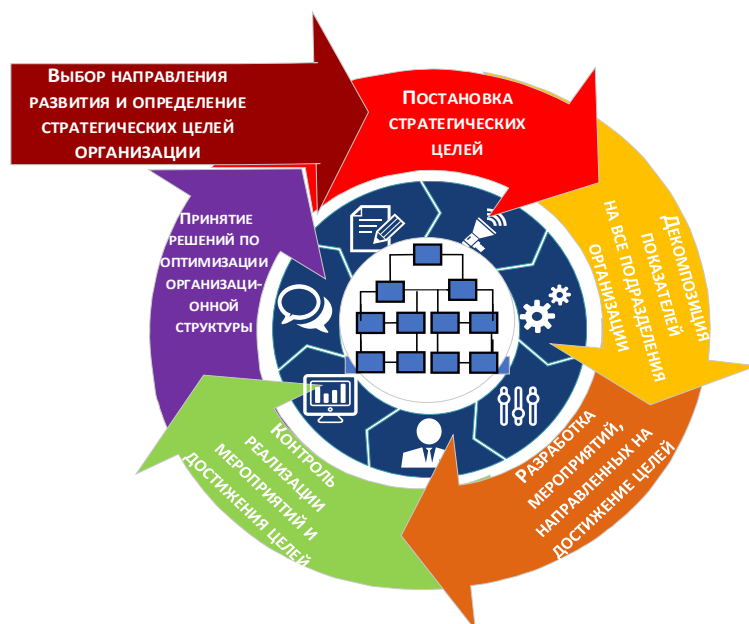 Выбор направления
развития и определение
стратегических целей
организации
Постановка
стратегических
целей
Декомпозиция
показателей
на все подразделения
организации
Разработка
мероприятий,
направленных на
достижение целей
Контроль
реализации
мероприятий и
достижения целей
Принятие
решений по
оптимизации
организаци-
онной
структуры